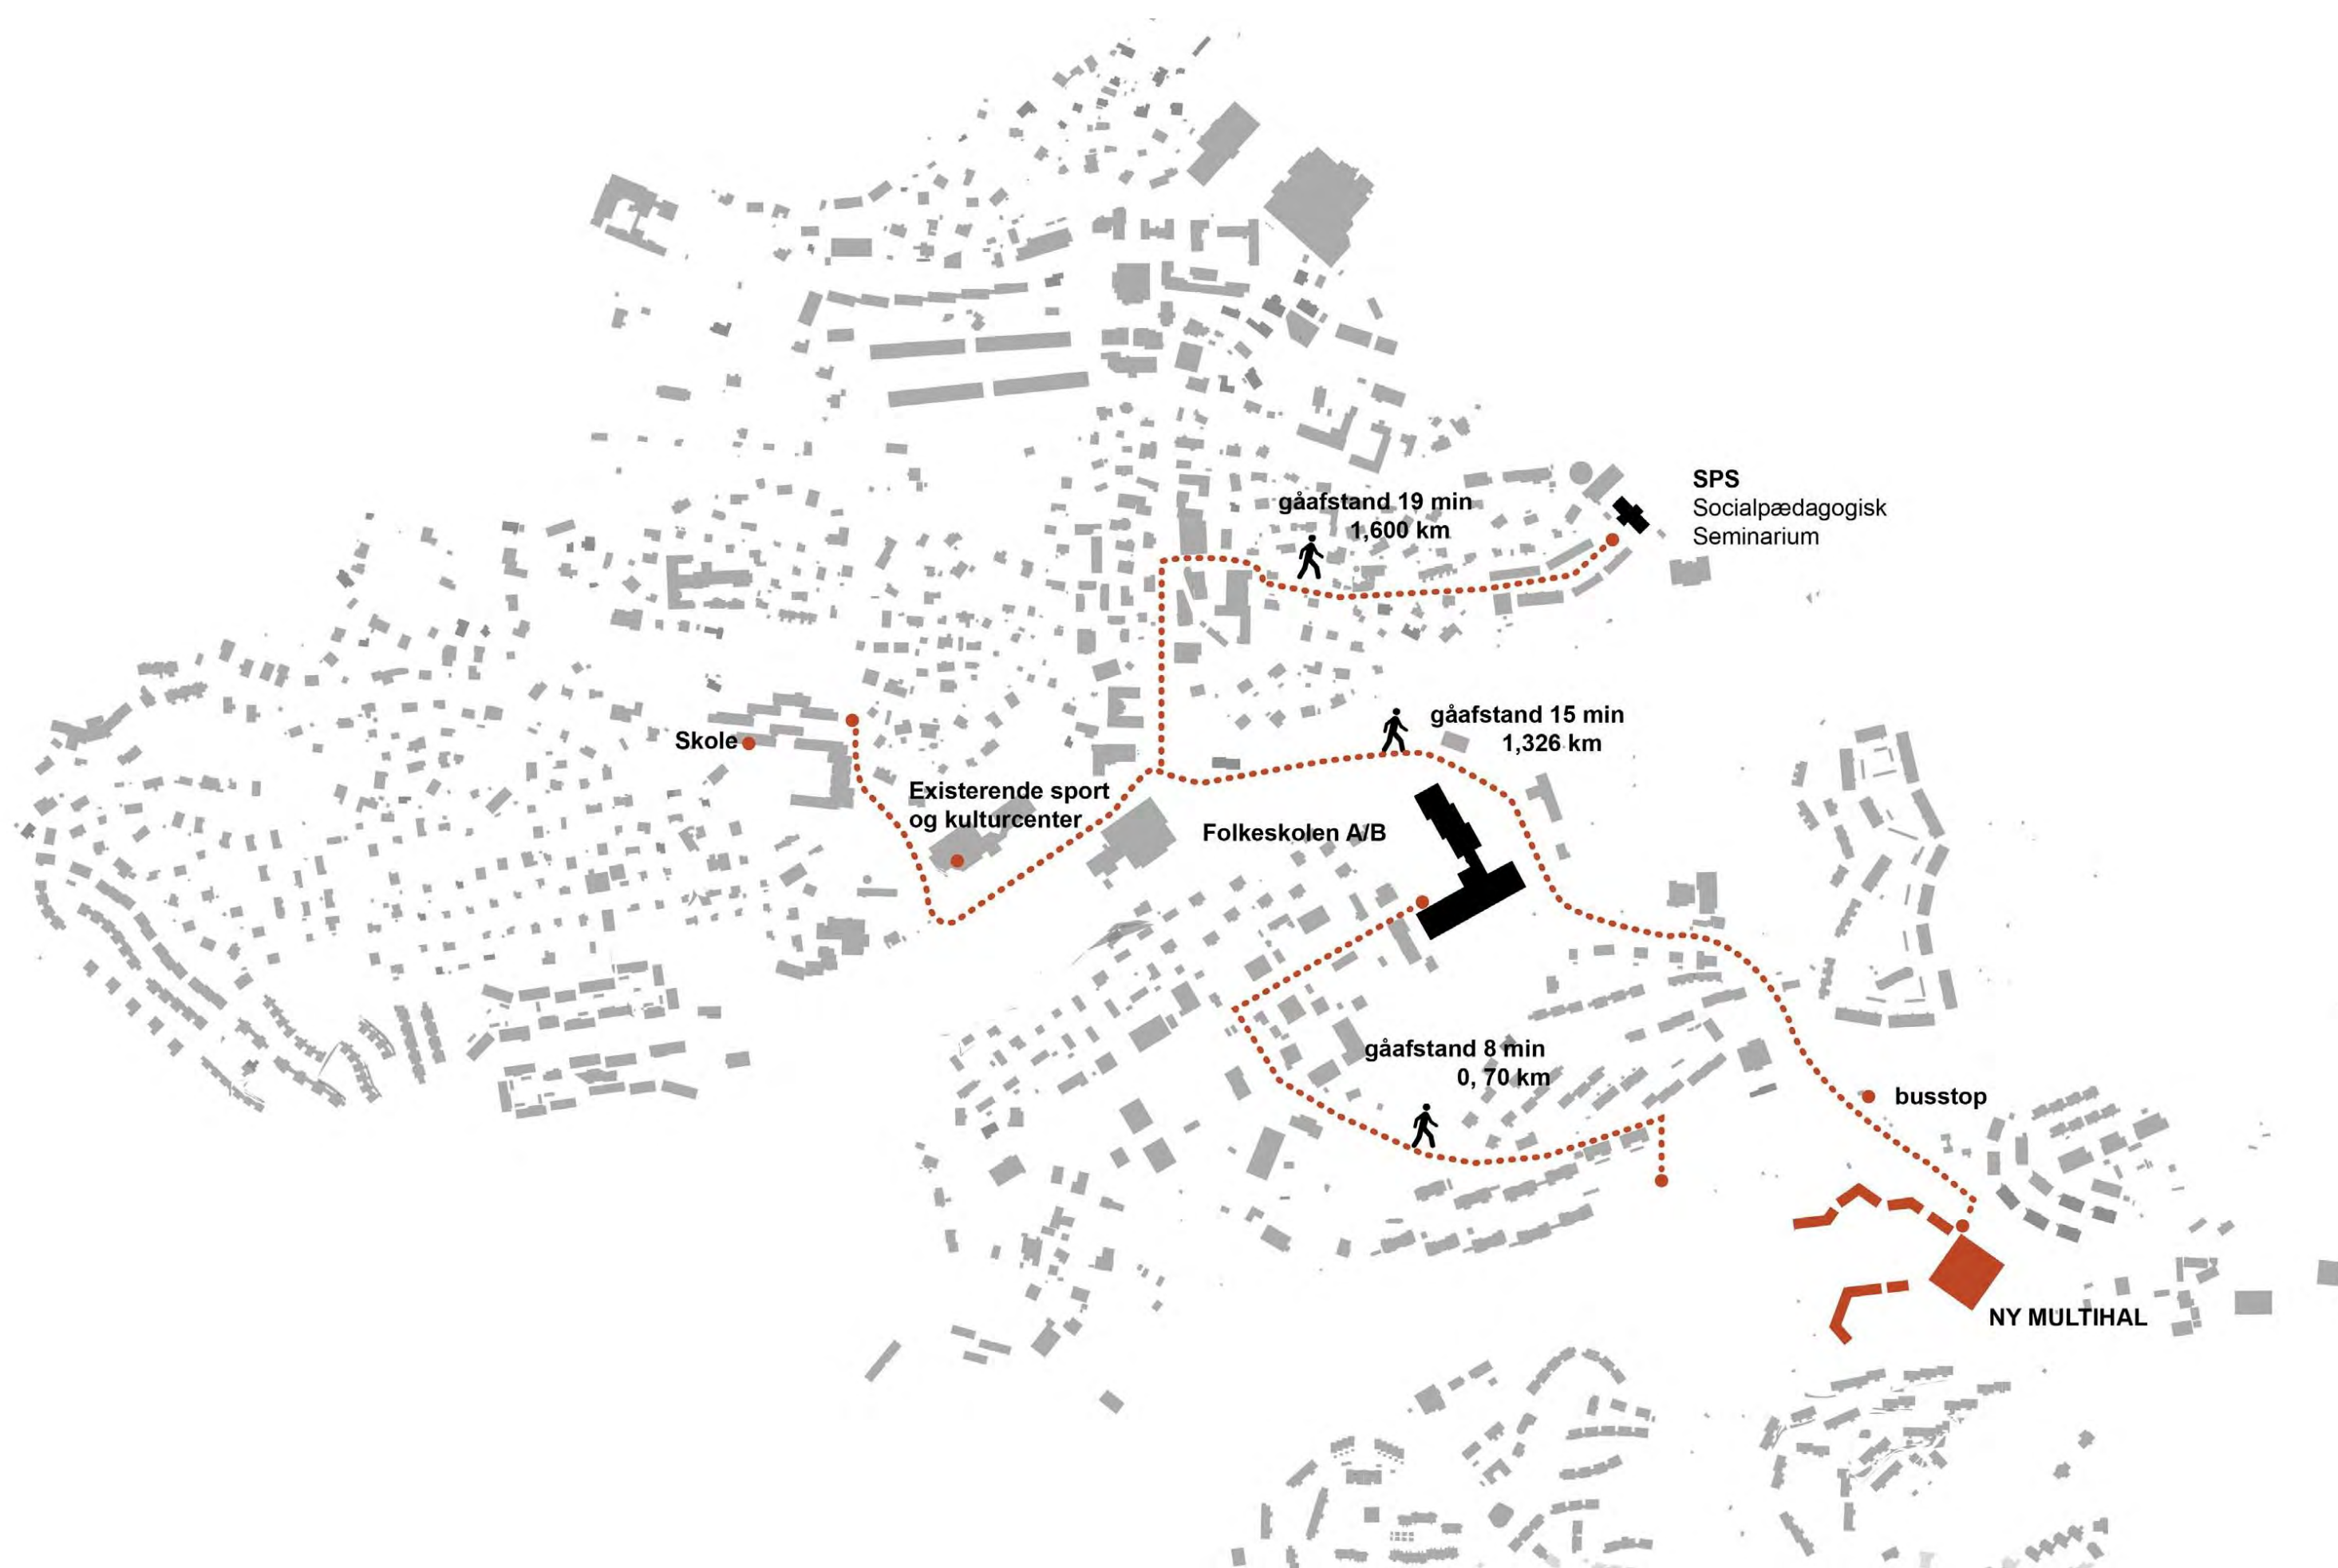 SPS
Socialpædagogisk
Seminarium
gåafstand 19 min
1,600 km
gåafstand 15 min
1,326 km
Skole
Existerende sport
og kulturcenter
Folkeskolen A/B
gåafstand 8 min
0, 70 km
busstop
NY MULTIHAL